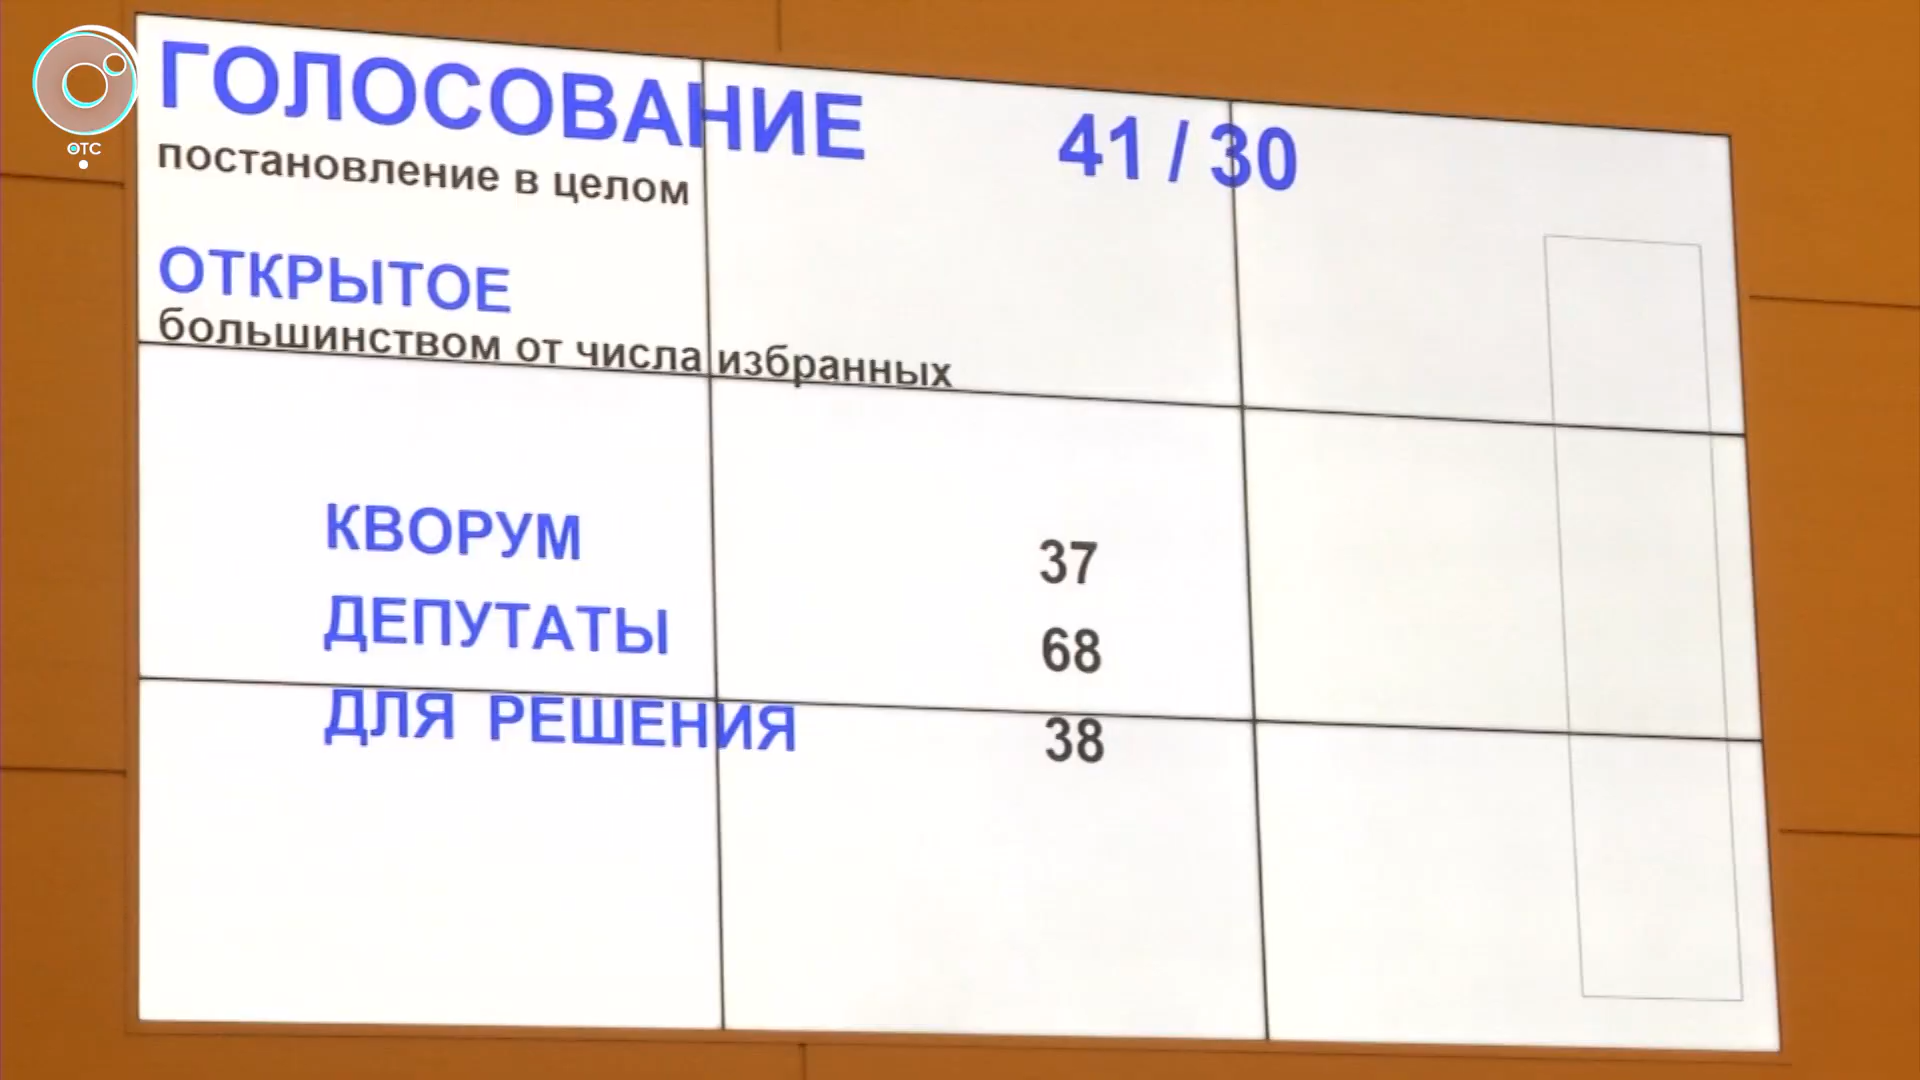 ОТС
ГОЛОСОВАНИЕ 41 / 30
постановление в целом
ОТКРЫТОЕ
большинством от числа избранных
КВОРУМ 37
ДЕПУТАТЫ 68
ДЛЯ РЕШЕНИЯ 38